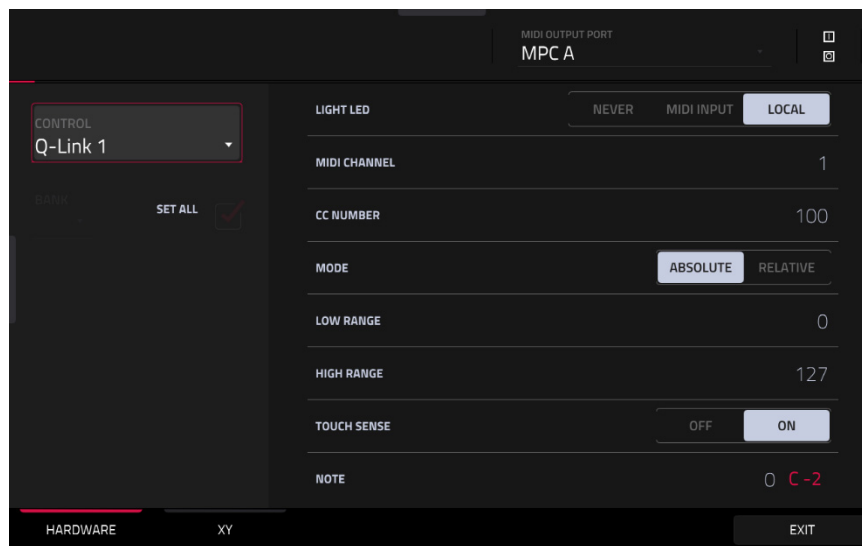 MIDI OUTPUT PORT
MPC A
CONTROL
Q-Link 1
BANK
SET ALL
LIGHT LED NEVER MIDI INPUT LOCAL
MIDI CHANNEL 1
CC NUMBER 100
MODE ABSOLUTE RELATIVE
LOW RANGE 0
HIGH RANGE 127
TOUCH SENSE OFF ON
NOTE 0 C -2
HARDWARE XY EXIT